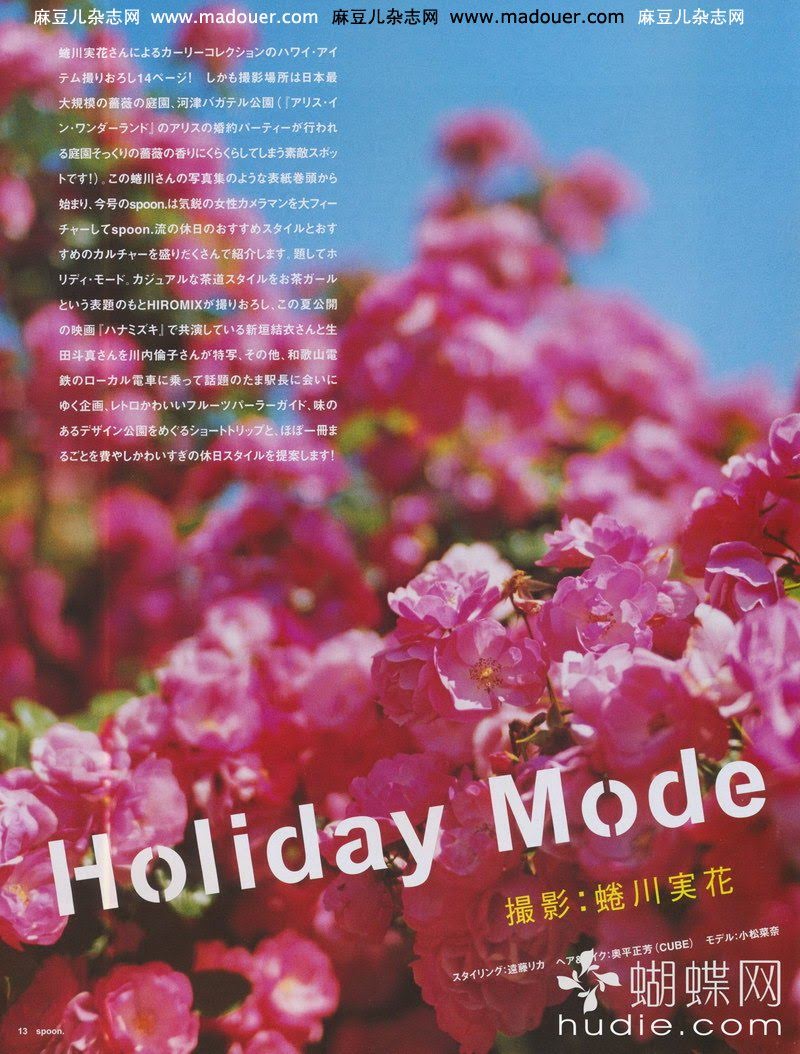 麻豆儿杂志网 www.madouer.com 麻豆儿杂志网 www.madouer.com 麻豆儿杂志网
蜷川実花さんによるカーリーコレクションのハワイ・アイ
テム撮りおろし14ページ! しかも撮影場所は日本最
大規模の薔薇の庭園、河津バガテル公園(『アリス・イ
ン・ワンダーランド』のアリスの婚約パーティーが行われ
る庭園そっくりの薔薇の香りにくらくらしてしまう素敵スポッ
トです!)。この蜷川さんの写真集のような表紙巻頭から
始まり、今号のspoon.は気鋭の女性カメラマンを大フィー
チャーしてspoon.流の休日のおすすめスタイルとおす
すめのカルチャーを盛りだくさんで紹介します。題してホ
リディ・モード。カジュアルな茶道スタイルをお茶ガール
という表題のもとHIROMIXが撮りおろし、この夏公開
の映画『ハナミズキ』で共演している新垣結衣さんと生
田斗真さんを川内倫子さんが特写、その他、和歌山電
鉄のローカル電車に乗って話題のたま駅長に会いに
ゆく企画、レトロかわいいフルーツパーラーガイド、味の
あるデザイン公園をめぐるショートトリップと、ほぼ一冊ま
るごとを費やしかわいすぎの休日スタイルを提案します!
Holiday Mode
撮影:蜷川実花
スタイリング:遠藤リカ ヘア&メイク:奥平正芳(CUBE) モデル:小松菜奈
蝴蝶网
hudie.com
13 spoon.